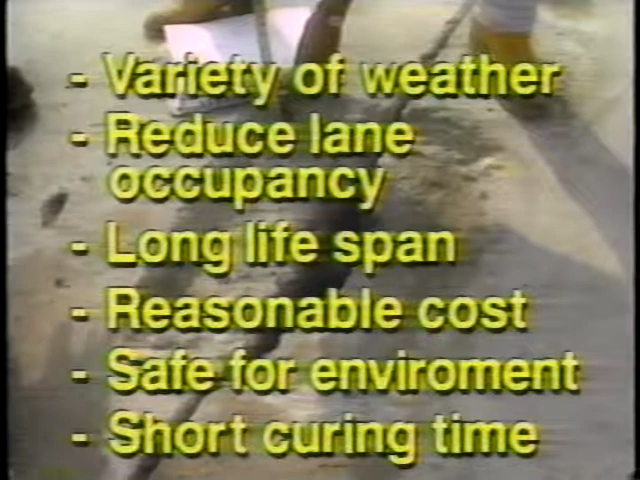 - Variety of weather
- Reduce lane
occupancy
- Long life span
- Reasonable cost
- Safe for enviroment
- Short curing time